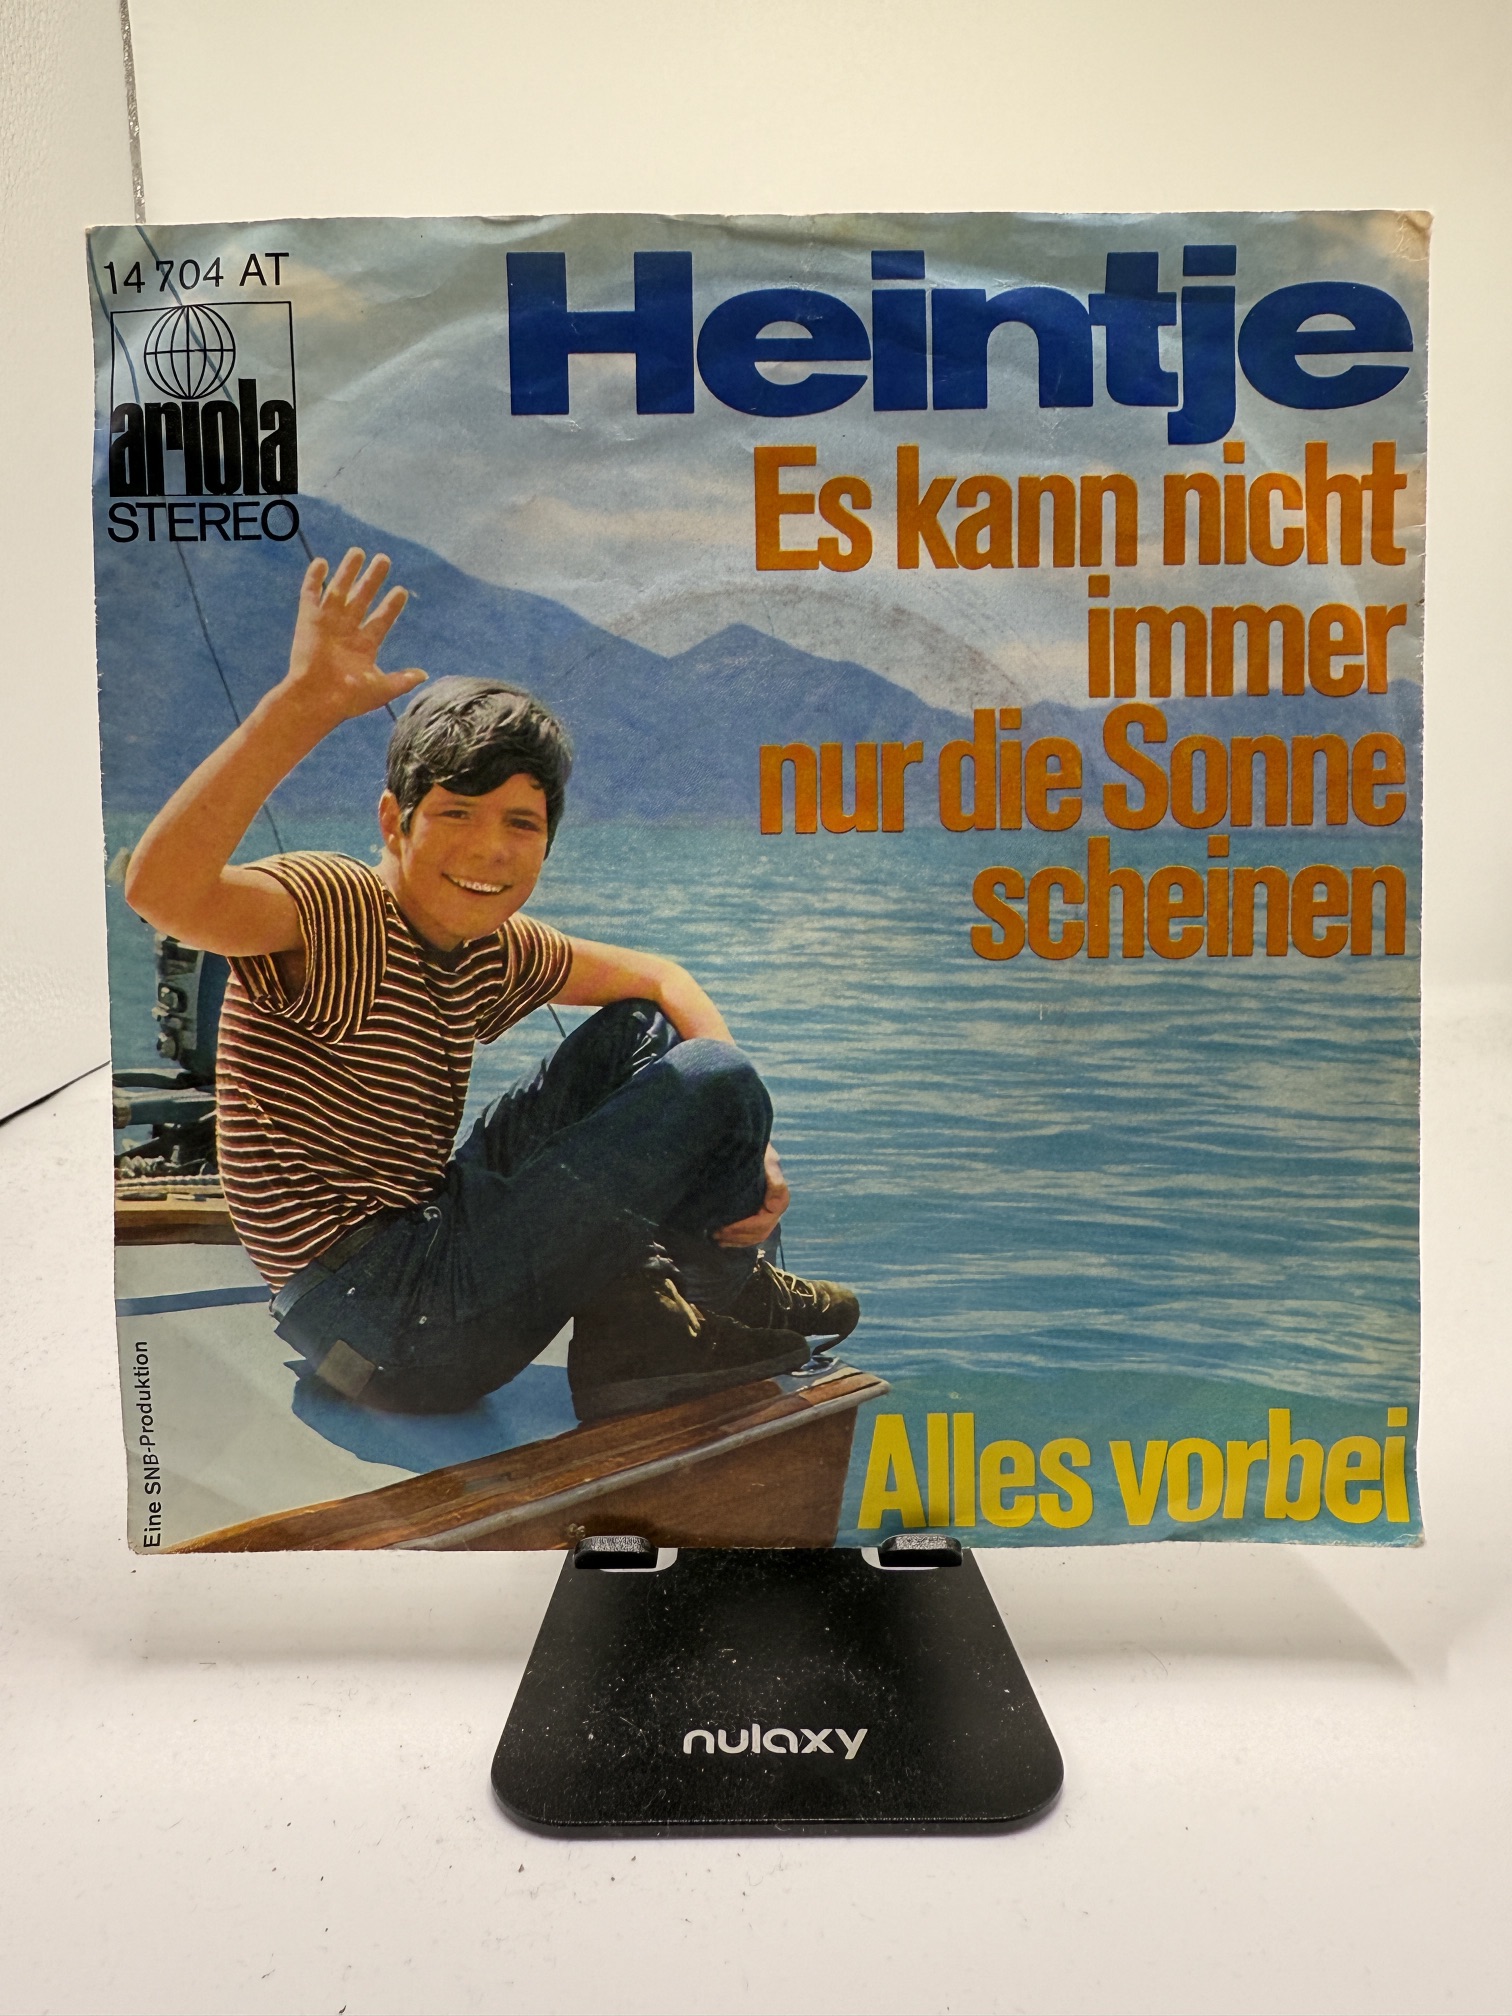 14 704 AT
ariola
STEREO
Heintje
Es kann nicht
immer
nur die Sonne
scheinen
Alles vorbei
Eine SNB-Produktion
nulaxy